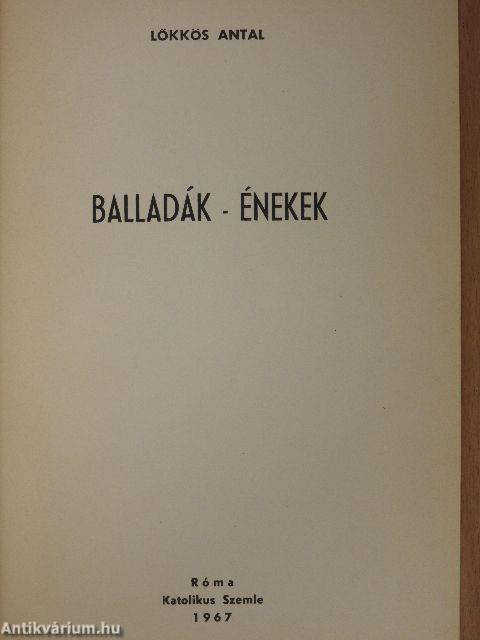 LÖKKÖS ANTAL
BALLADÁK - ÉNEKEK
Róma
Katolikus Szemle
1967
Antikvárium.hu